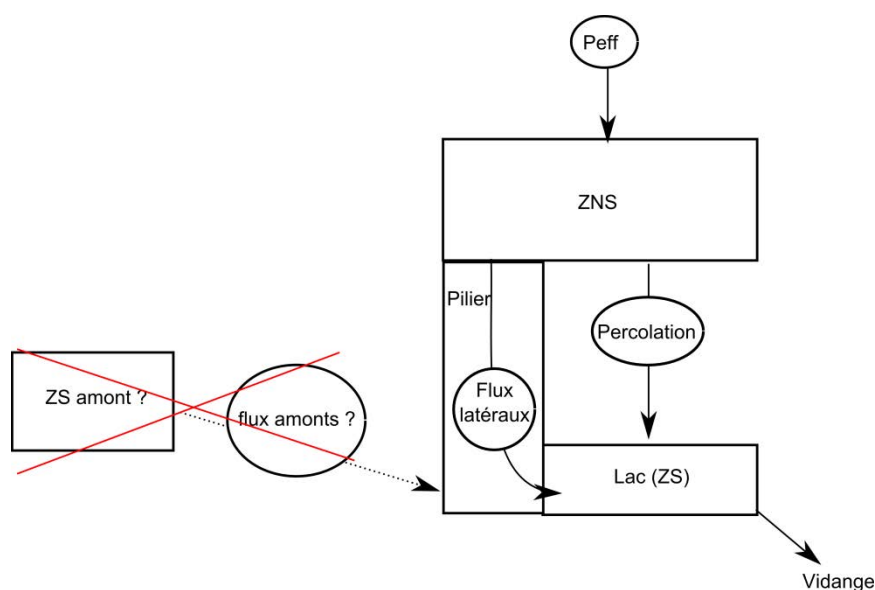 Peff
ZNS
Pilier
Percolation
ZS amont ?
flux amonts ?
Flux
latéraux
Lac (ZS)
Vidange